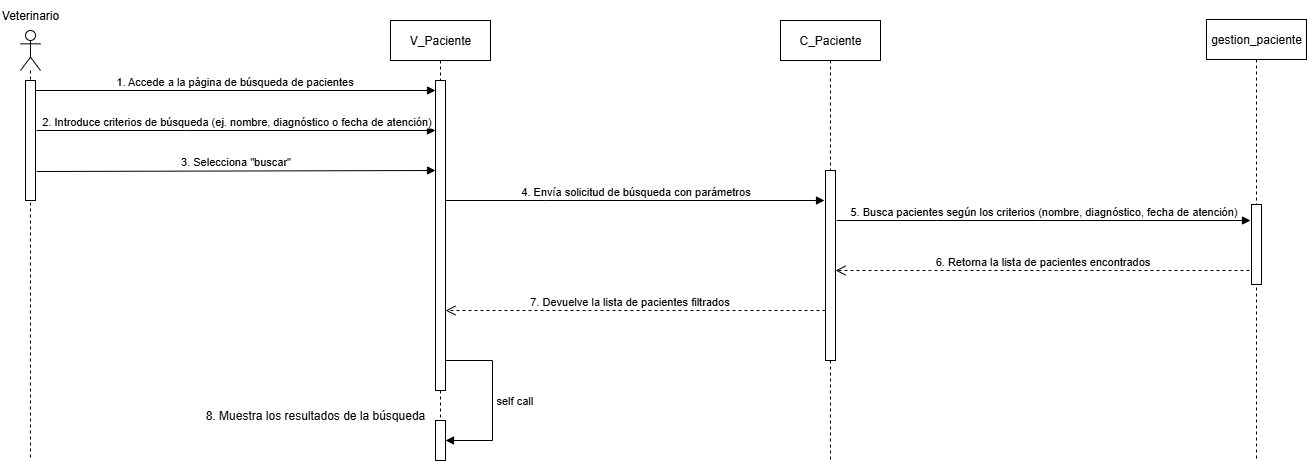 Veterinario
V_Paciente
C_Paciente
gestion_paciente
1. Accede a la página de búsqueda de pacientes
2. Introduce criterios de búsqueda (ej. nombre, diagnóstico o fecha de atención)
3. Selecciona "buscar"
4. Envía solicitud de búsqueda con parámetros
5. Busca pacientes según los criterios (nombre, diagnóstico, fecha de atención)
6. Retorna la lista de pacientes encontrados
7. Devuelve la lista de pacientes filtrados
self call
8. Muestra los resultados de la búsqueda